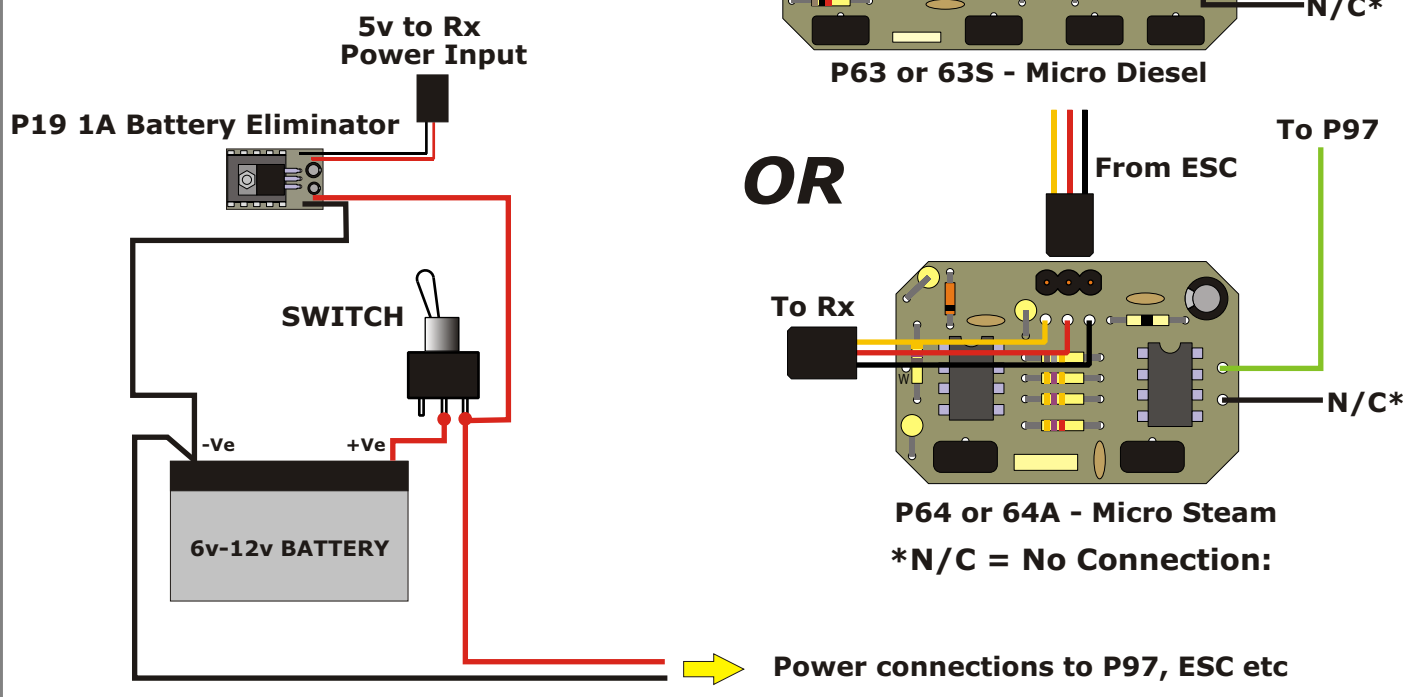 5v to Rx
Power Input
P19 1A Battery Eliminator
SWITCH
-Ve
+Ve
6v-12v BATTERY
N/C*
P63 or 63S - Micro Diesel
OR
From ESC
To P97
To Rx
W
N/C*
P64 or 64A - Micro Steam
*N/C = No Connection:
Power connections to P97, ESC etc